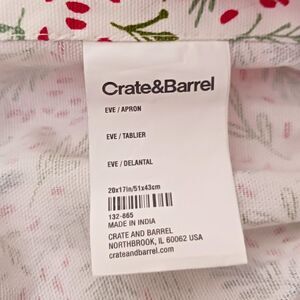 Crate&Barrel
EVE / APRON
EVE / TABLIER
EVE / DELANTAL
20x17in/51x43cm
132-865
MADE IN INDIA
CRATE AND BARREL
NORTHBROOK, IL 60062 USA
crateandbarrel.com